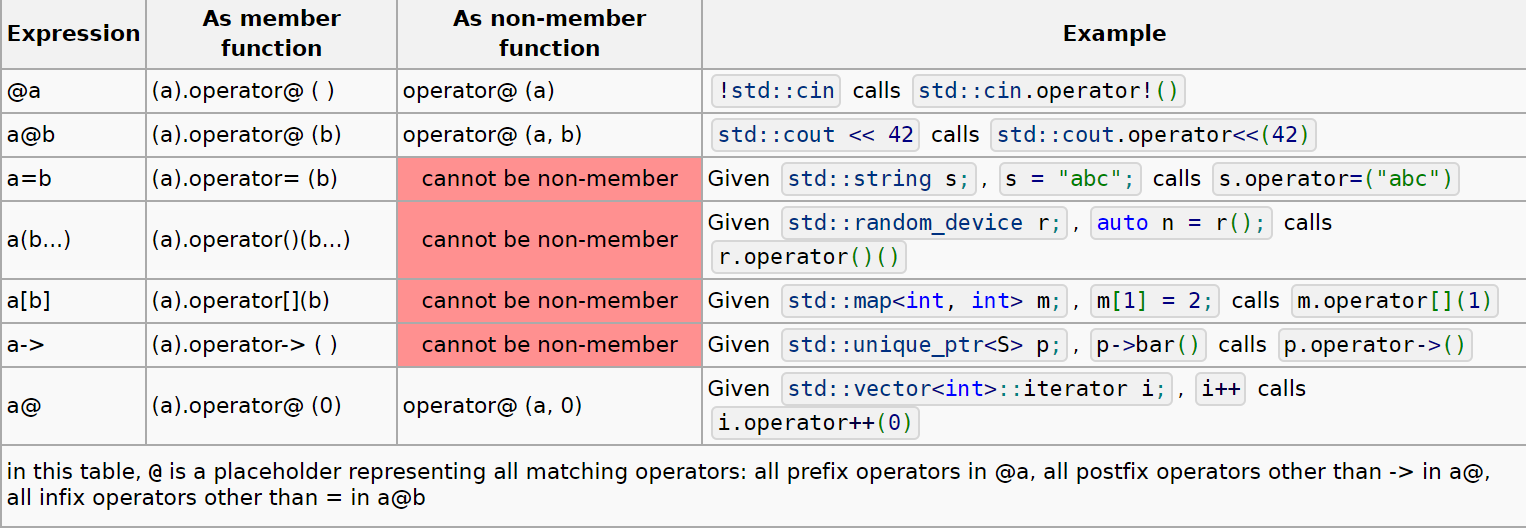 Expression As member function As non-member function Example
@a (a).operator@ ( ) operator@ (a) !std::cin calls std::cin.operator!()
a@b (a).operator@ (b) operator@ (a, b) std::cout << 42 calls std::cout.operator<<(42)
a=b (a).operator= (b) cannot be non-member Given std::string s;, s = "abc"; calls s.operator=("abc")
a(b...) (a).operator()(b...) cannot be non-member Given std::random_device r;, auto n = r(); calls
r.operator()()
a[b] (a).operator[](b) cannot be non-member Given std::map<int, int> m;, m[1] = 2; calls m.operator[](1)
a-> (a).operator-> ( ) cannot be non-member Given std::unique_ptr<S> p;, p->bar() calls p.operator->()
a@ (a).operator@ (0) operator@ (a, 0) Given std::vector<int>::iterator i;, i++ calls
i.operator++(0)
in this table, @ is a placeholder representing all matching operators: all prefix operators in @a, all postfix operators other than -> in a@,
all infix operators other than = in a@b